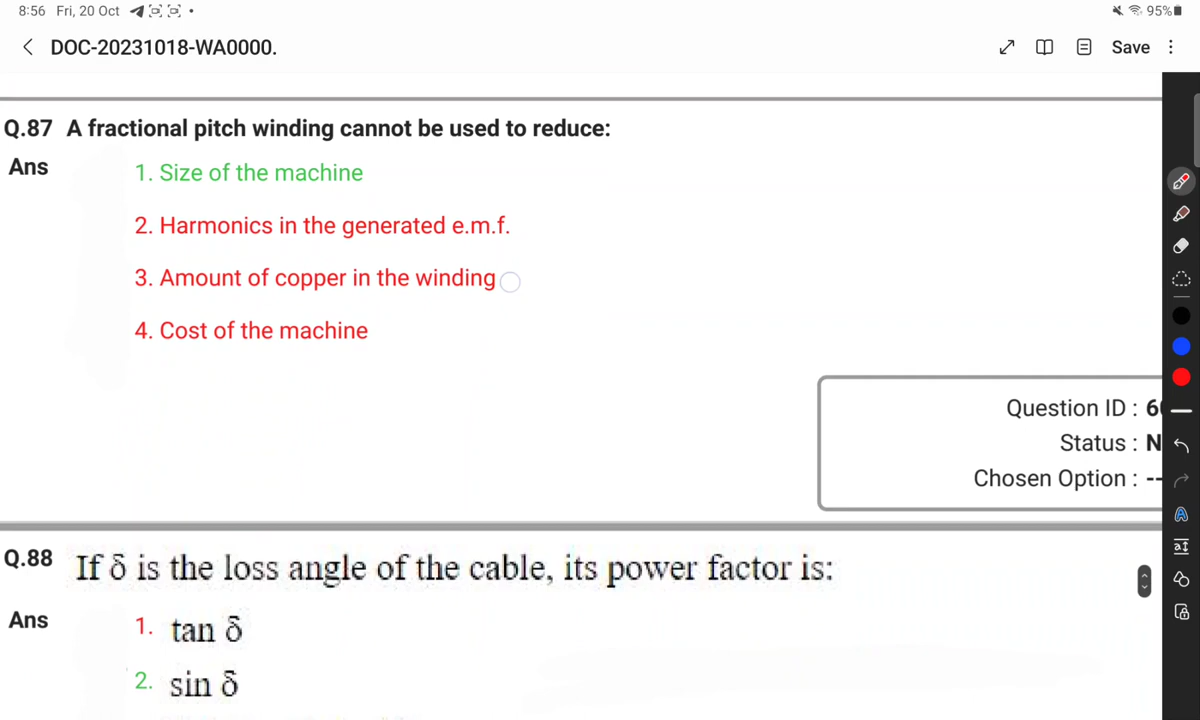 8:56 Fri, 20 Oct
95%
DOC-20231018-WA0000.
Save
Q.87 A fractional pitch winding cannot be used to reduce:
Ans
1. Size of the machine
2. Harmonics in the generated e.m.f.
3. Amount of copper in the winding
4. Cost of the machine
Question ID : 6
Status : N
Chosen Option : --
Q.88 If δ is the loss angle of the cable, its power factor is:
Ans
1. tan δ
2. sin δ